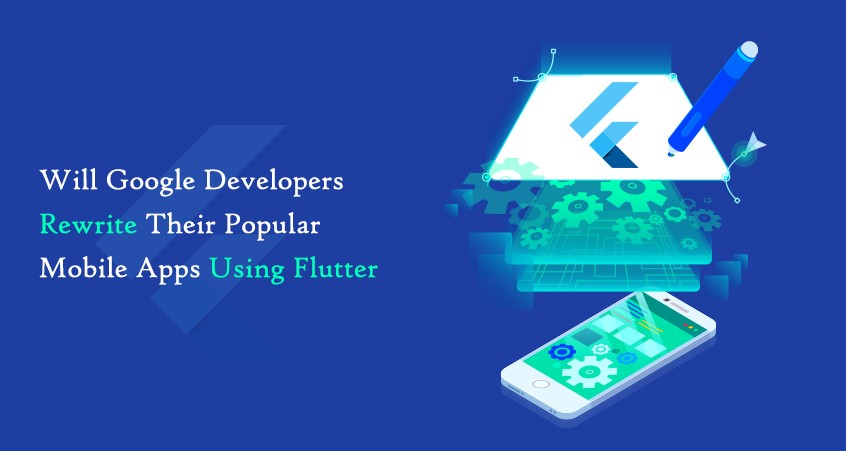 Will Google Developers
Rewrite Their Popular
Mobile Apps Using Flutter